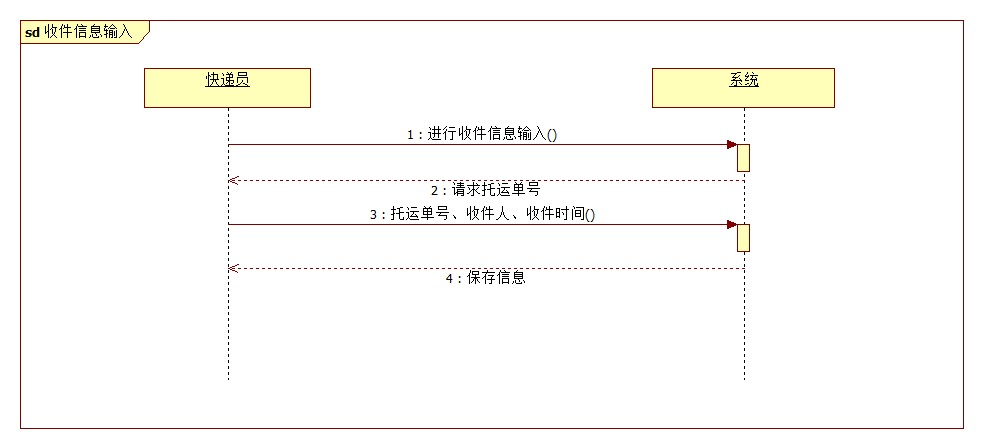 sd 收件信息输入
快递员
系统
1 : 进行收件信息输入()
2 : 请求托运单号
3 : 托运单号、收件人、收件时间()
4 : 保存信息